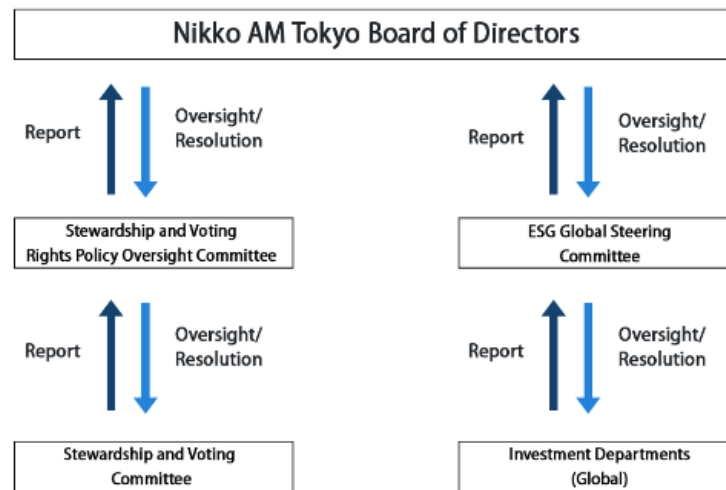 Nikko AM Tokyo Board of Directors
Report
Oversight/
Resolution
Report
Oversight/
Resolution
Stewardship and Voting
Rights Policy Oversight Committee
ESG Global Steering
Committee
Report
Oversight/
Resolution
Report
Oversight/
Resolution
Stewardship and Voting
Committee
Investment Departments
(Global)